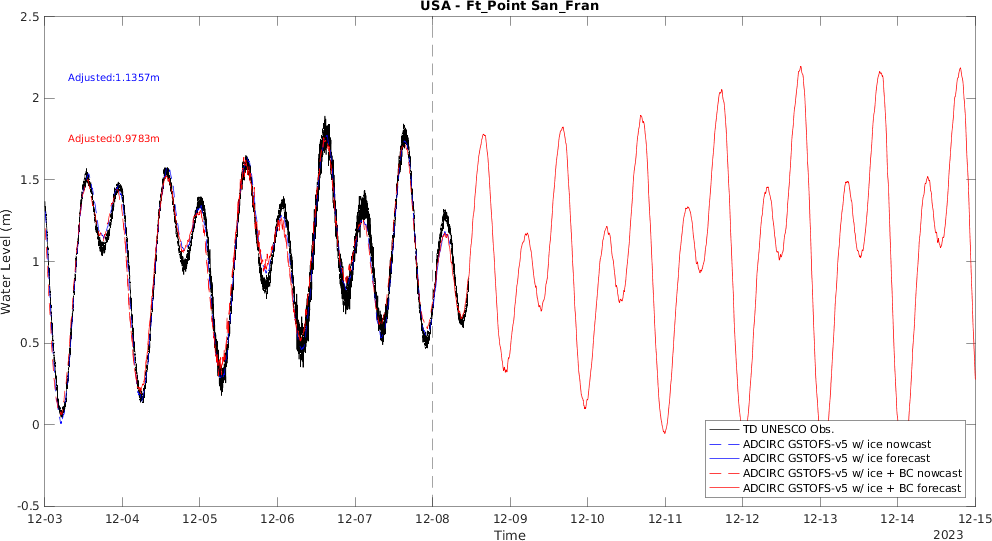 USA - Ft_Point San_Fran
2.5
2
1.5
1
0.5
0
-0.5
Water Level (m)
Adjusted:1.1357m
Adjusted:0.9783m
TD UNESCO Obs.
ADCIRC GSTOFS-v5 w/ ice nowcast
ADCIRC GSTOFS-v5 w/ ice forecast
ADCIRC GSTOFS-v5 w/ ice + BC nowcast
ADCIRC GSTOFS-v5 w/ ice + BC forecast
12-03 12-04 12-05 12-06 12-07 12-08 12-09 12-10 12-11 12-12 12-13 12-14 12-15
Time
2023